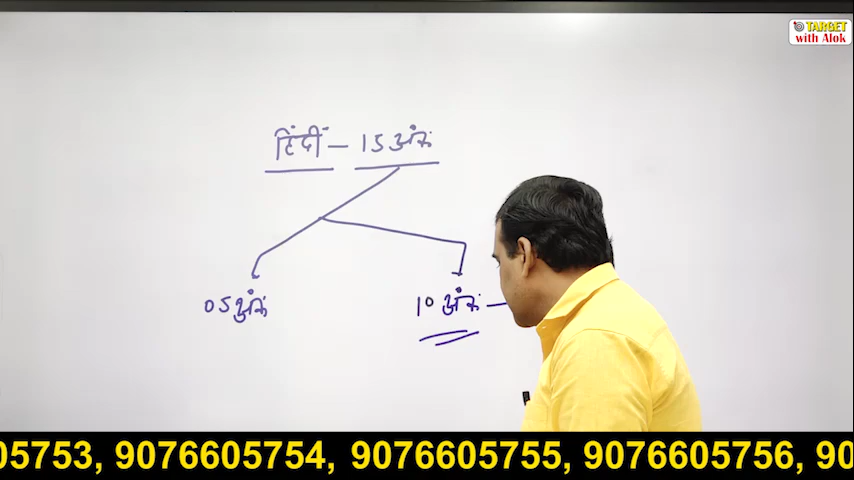 TARGET
with Alok
हिंदी – 15 अंक
05 अंक
10 अंक –
05753, 9076605754, 9076605755, 9076605756, 90